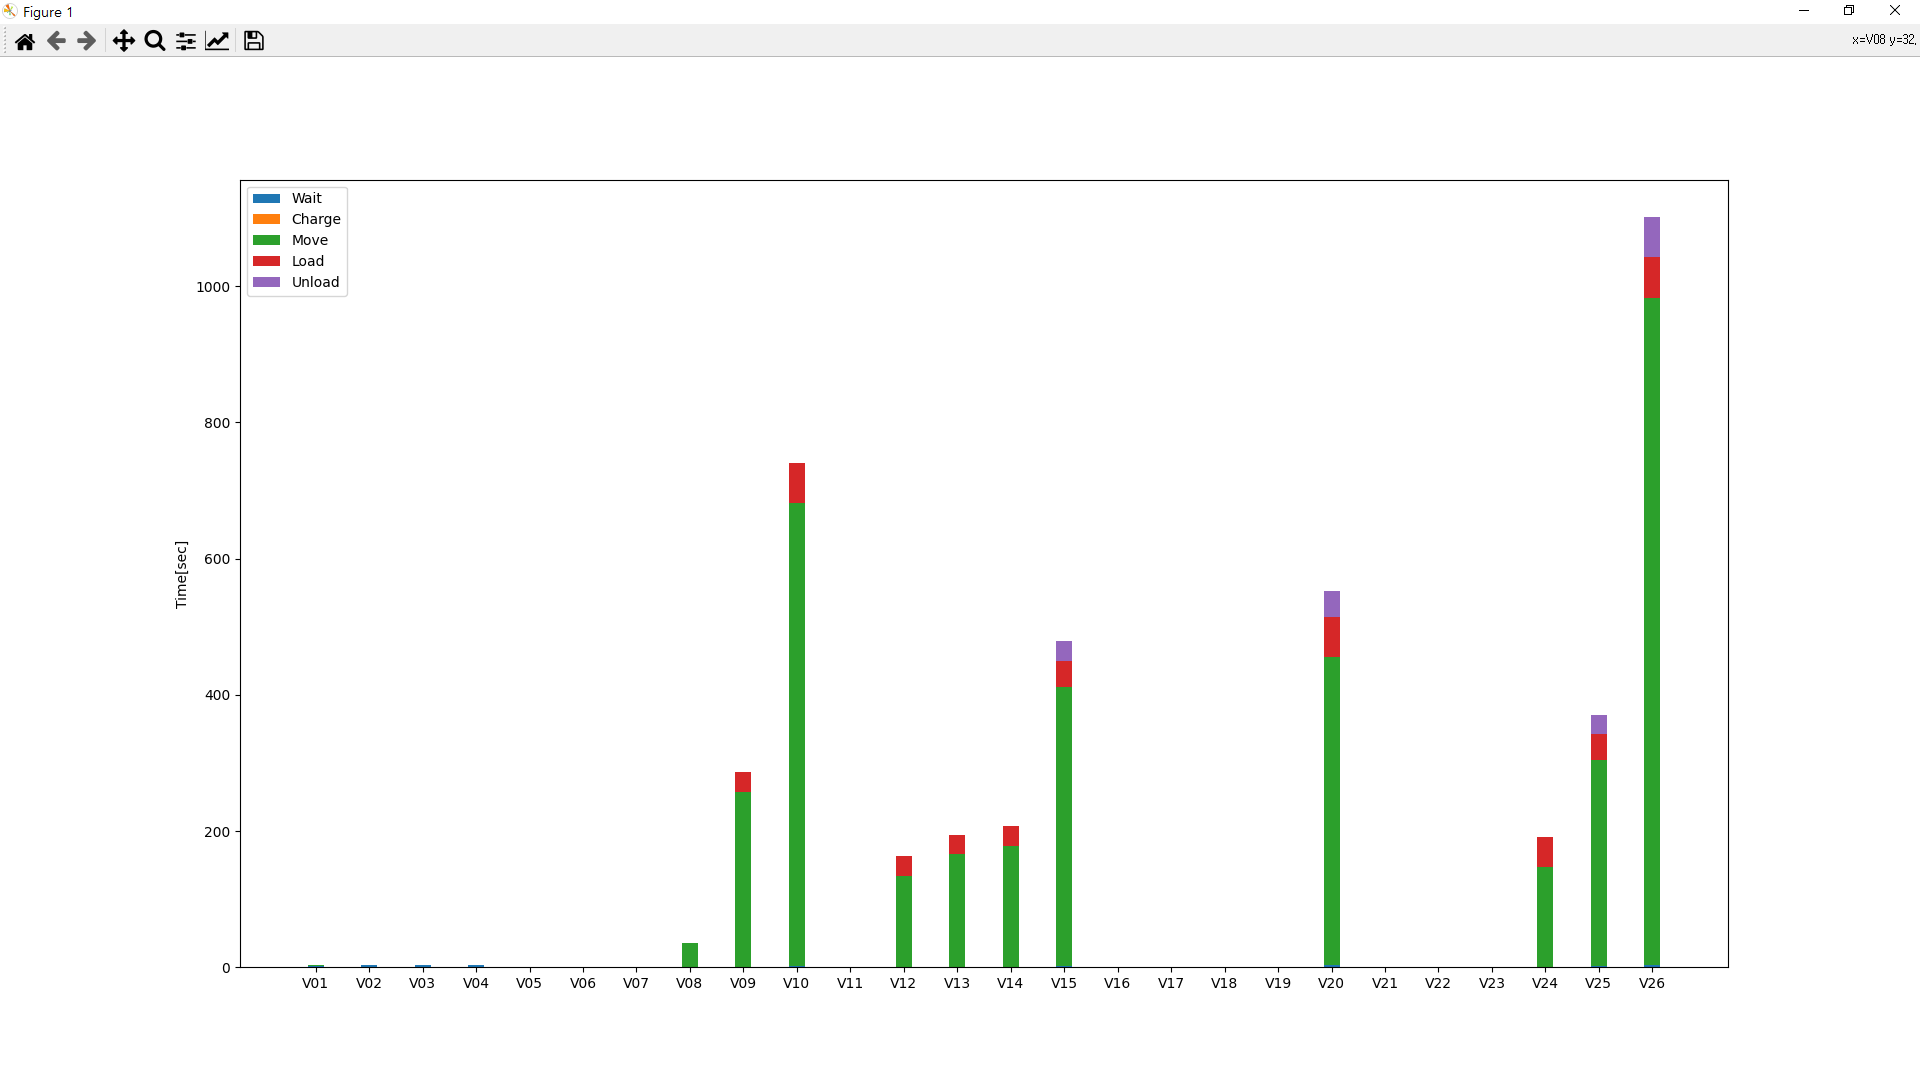 Figure 1
x=V08 y=32,
Wait
Charge
Move
Load
Unload
1000
800
600
400
200
0
Time[sec]
V01 V02 V03 V04 V05 V06 V07 V08 V09 V10 V11 V12 V13 V14 V15 V16 V17 V18 V19 V20 V21 V22 V23 V24 V25 V26